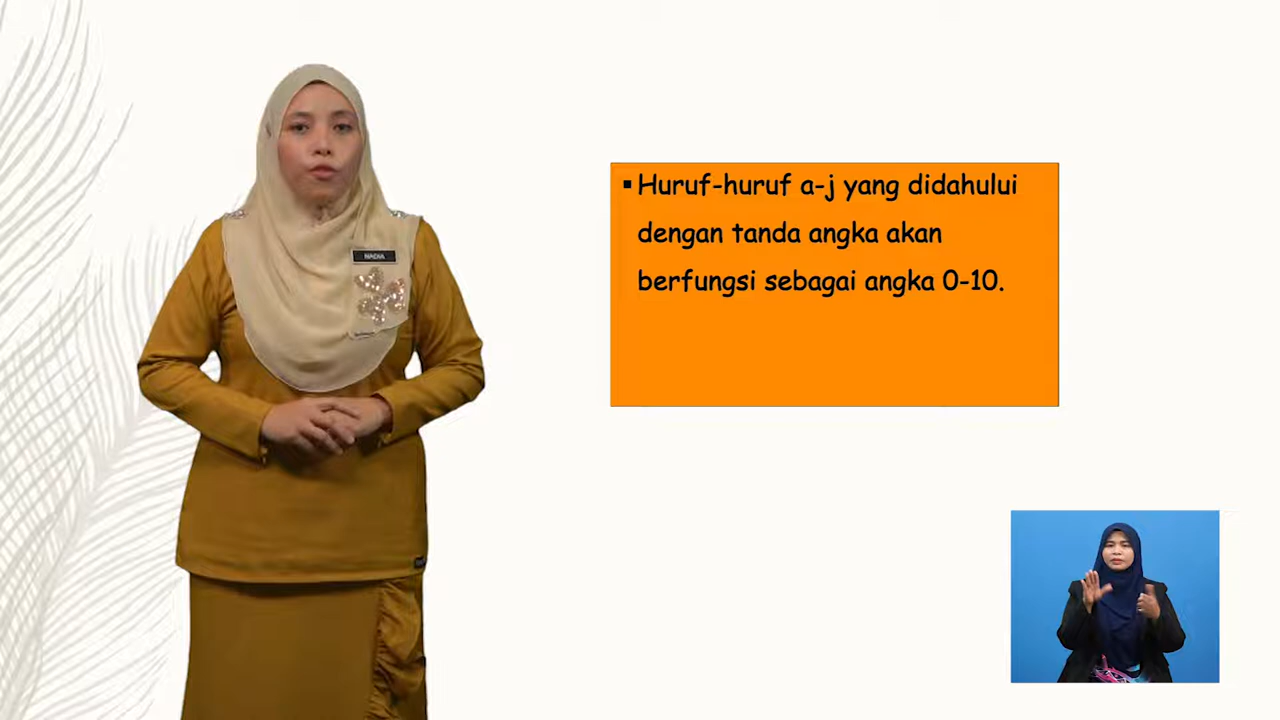 NADIA
▪ Huruf-huruf a-j yang didahului
dengan tanda angka akan
berfungsi sebagai angka 0-10.